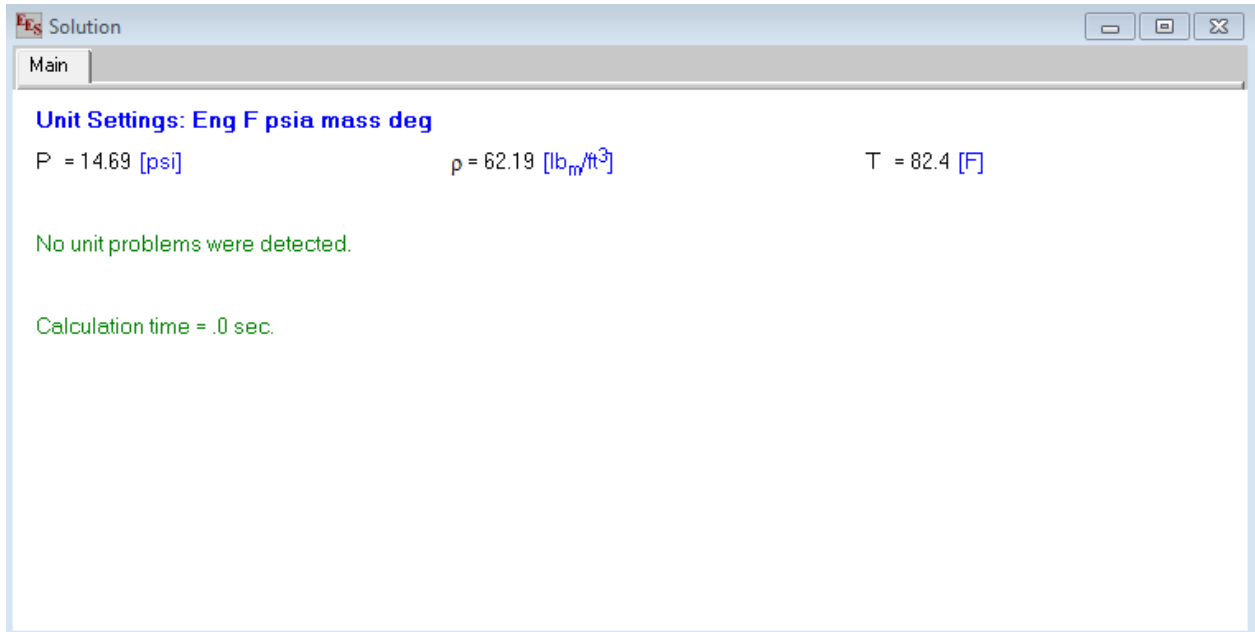 EES Solution
Main
Unit Settings: Eng F psia mass deg
P = 14.69 [psi] ρ = 62.19 [lbm/ft3] T = 82.4 [F]
No unit problems were detected.
Calculation time = .0 sec.